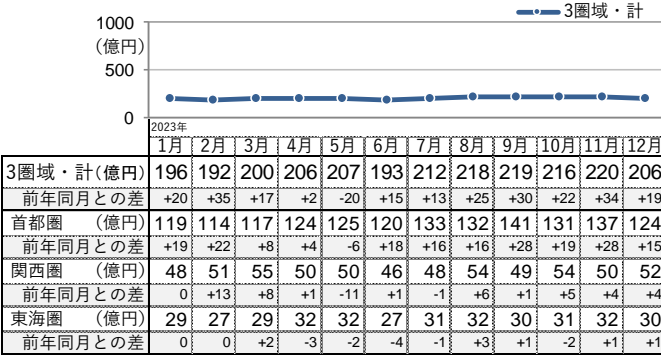 3圏域・計
1000
(億円)
500
0
2023年
1月 2月 3月 4月 5月 6月 7月 8月 9月 10月 11月 12月
3圏域・計(億円) 196 192 200 206 207 193 212 218 219 216 220 206
前年同月との差 +20 +35 +17 +2 -20 +15 +13 +25 +30 +22 +34 +19
首都圏 (億円) 119 114 117 124 125 120 133 132 141 131 137 124
前年同月との差 +19 +22 +8 +4 -6 +18 +16 +16 +28 +19 +28 +15
関西圏 (億円) 48 51 55 50 50 46 48 54 49 54 50 52
前年同月との差 0 +13 +8 +1 -11 +1 -1 +6 +1 +5 +4 +4
東海圏 (億円) 29 27 29 32 32 27 31 32 30 31 32 30
前年同月との差 0 0 +2 -3 -2 -4 -1 +3 +1 -2 +1 +1